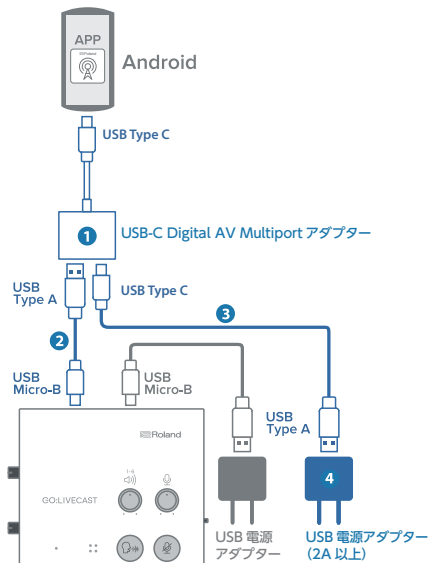 APP
Roland
Android
USB Type C
1
USB-C Digital AV Multiport アダプター
USB
Type A
USB Type C
2
3
USB
Micro-B
USB
Micro-B
USB
Type A
Roland
GO:LIVECAST
4
USB 電源
アダプター
USB 電源アダプター
(2A 以上)